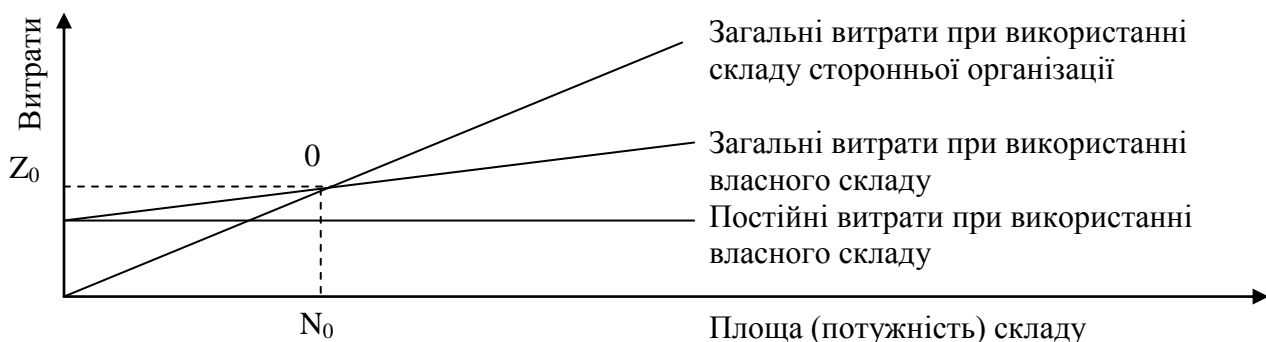 Витрати
Загальні витрати при використанні
складу сторонньої організації
0
Z₀
Загальні витрати при використанні
власного складу
Постійні витрати при використанні
власного складу
N₀
Площа (потужність) складу